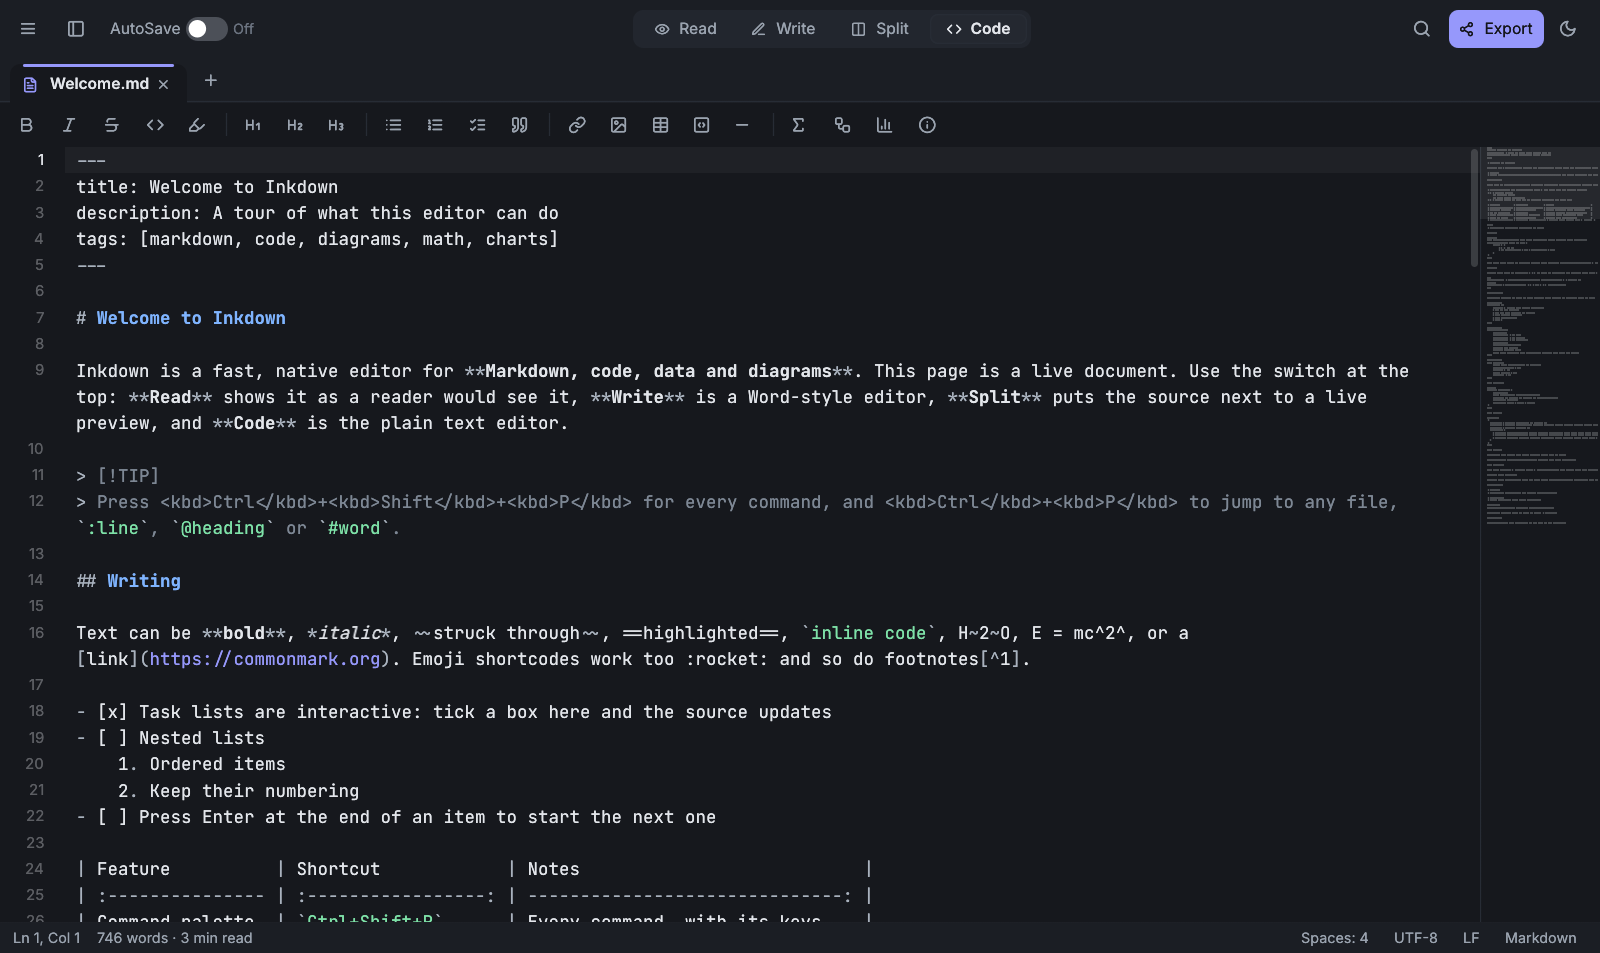 AutoSave Off Read Write Split Code Export
Welcome.md
H1 H2 H3
1 ---
2 title: Welcome to Inkdown
3 description: A tour of what this editor can do
4 tags: [markdown, code, diagrams, math, charts]
5 ---
6
7 # Welcome to Inkdown
8
9 Inkdown is a fast, native editor for **Markdown, code, data and diagrams**. This page is a live document. Use the switch at the
top: **Read** shows it as a reader would see it, **Write** is a Word-style editor, **Split** puts the source next to a live
preview, and **Code** is the plain text editor.
10
11 > [!TIP]
12 > Press <kbd>Ctrl</kbd>+<kbd>Shift</kbd>+<kbd>P</kbd> for every command, and <kbd>Ctrl</kbd>+<kbd>P</kbd> to jump to any file,
`:line`, `@heading` or `#word`.
13
14 ## Writing
15
16 Text can be **bold**, *italic*, ~~struck through~~, ==highlighted==, `inline code`, H~2~O, E = mc^2^, or a
[link](https://commonmark.org). Emoji shortcodes work too :rocket: and so do footnotes[^1].
17
18 - [x] Task lists are interactive: tick a box here and the source updates
19 - [ ] Nested lists
20     1. Ordered items
21     2. Keep their numbering
22 - [ ] Press Enter at the end of an item to start the next one
23
24 | Feature          | Shortcut            | Notes                           |
25 | :--------------- | :-----------------: | ------------------------------: |
26 | Command palette  | `Ctrl+Shift+P`      | Every command, with its keys    |
Ln 1, Col 1 746 words · 3 min read Spaces: 4 UTF-8 LF Markdown